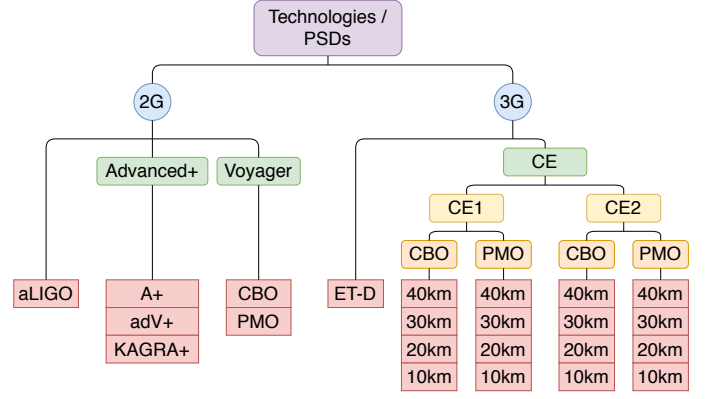 Technologies /
PSDs
2G
3G
CE
Advanced+
Voyager
CE1
CE2
CBO
PMO
CBO
PMO
aLIGO
A+
CBO
ET-D
40km
40km
40km
40km
adV+
PMO
30km
30km
30km
30km
KAGRA+
20km
20km
20km
20km
10km
10km
10km
10km